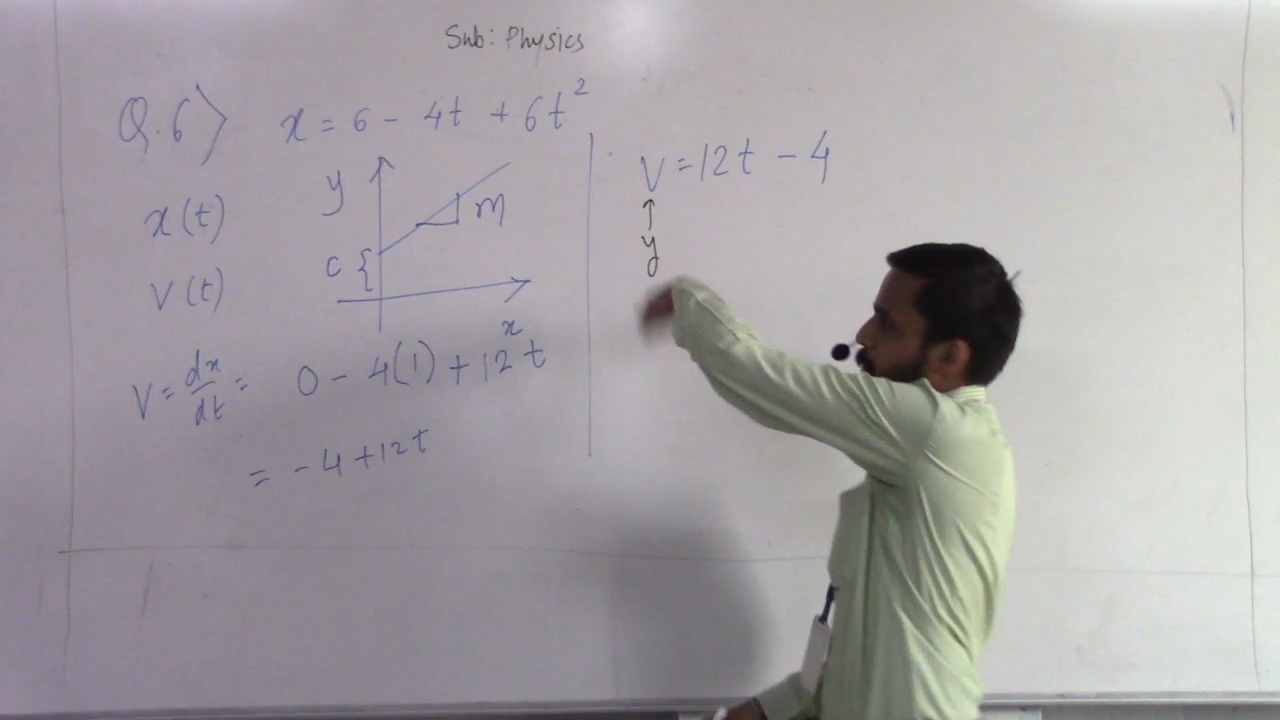 Sub: Physics
Q.6> x = 6 - 4t + 6t²
x(t)
v(t)
y
m
c {
x
V = dx/dt = 0 - 4(1) + 12t
= -4 + 12t
V = 12t - 4
↑
y